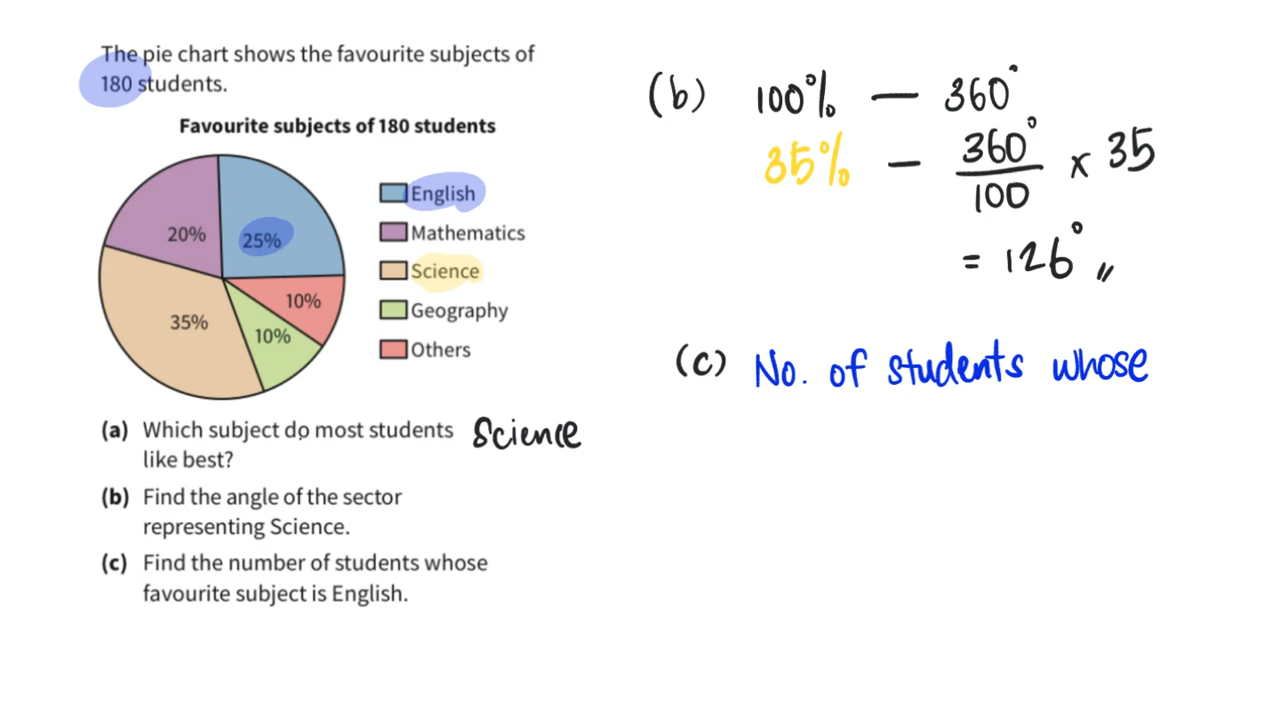 The pie chart shows the favourite subjects of
180 students.
Favourite subjects of 180 students
20%
25%
35%
10%
10%
English
Mathematics
Science
Geography
Others
(a) Which subject do most students
like best?
Science
(b) Find the angle of the sector
representing Science.
(c) Find the number of students whose
favourite subject is English.
(b) 100% — 360°
35% — 360°/100 × 35
= 126°〃
(c) No. of students whose